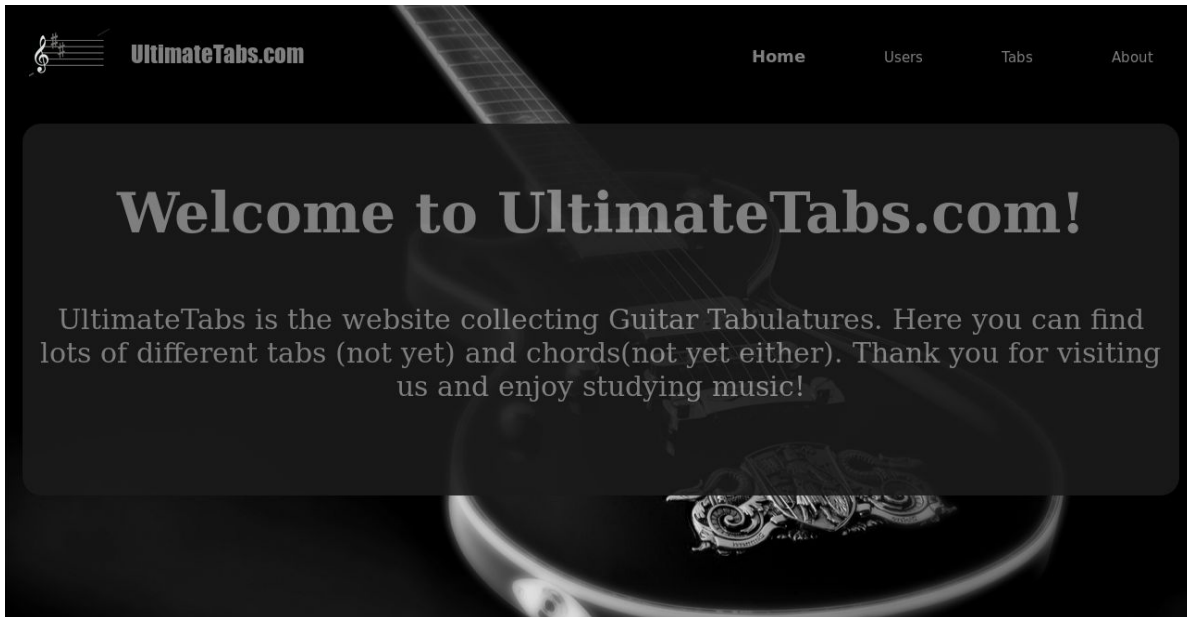 UltimateTabs.com
Home Users Tabs About
Welcome to UltimateTabs.com!
UltimateTabs is the website collecting Guitar Tabulatures. Here you can find
lots of different tabs (not yet) and chords(not yet either). Thank you for visiting
us and enjoy studying music!